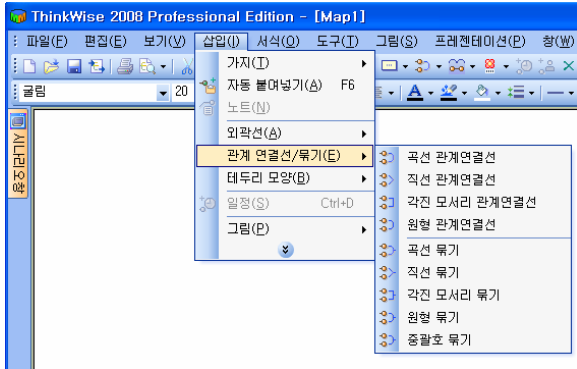 ThinkWise 2008 Professional Edition - [Map1]
파일(F) 편집(E) 보기(V) 삽입(I) 서식(O) 도구(T) 그림(S) 프레젠테이션(P) 창(W)
굴림 20
가지(T)
자동 붙여넣기(A) F6
노트(N)
외곽선(A)
관계 연결선/묶기(E)
테두리 모양(B)
일정(S) Ctrl+D
그림(P)
곡선 관계연결선
직선 관계연결선
각진 모서리 관계연결선
원형 관계연결선
곡선 묶기
직선 묶기
각진 모서리 묶기
원형 묶기
중괄호 묶기
시나리오창